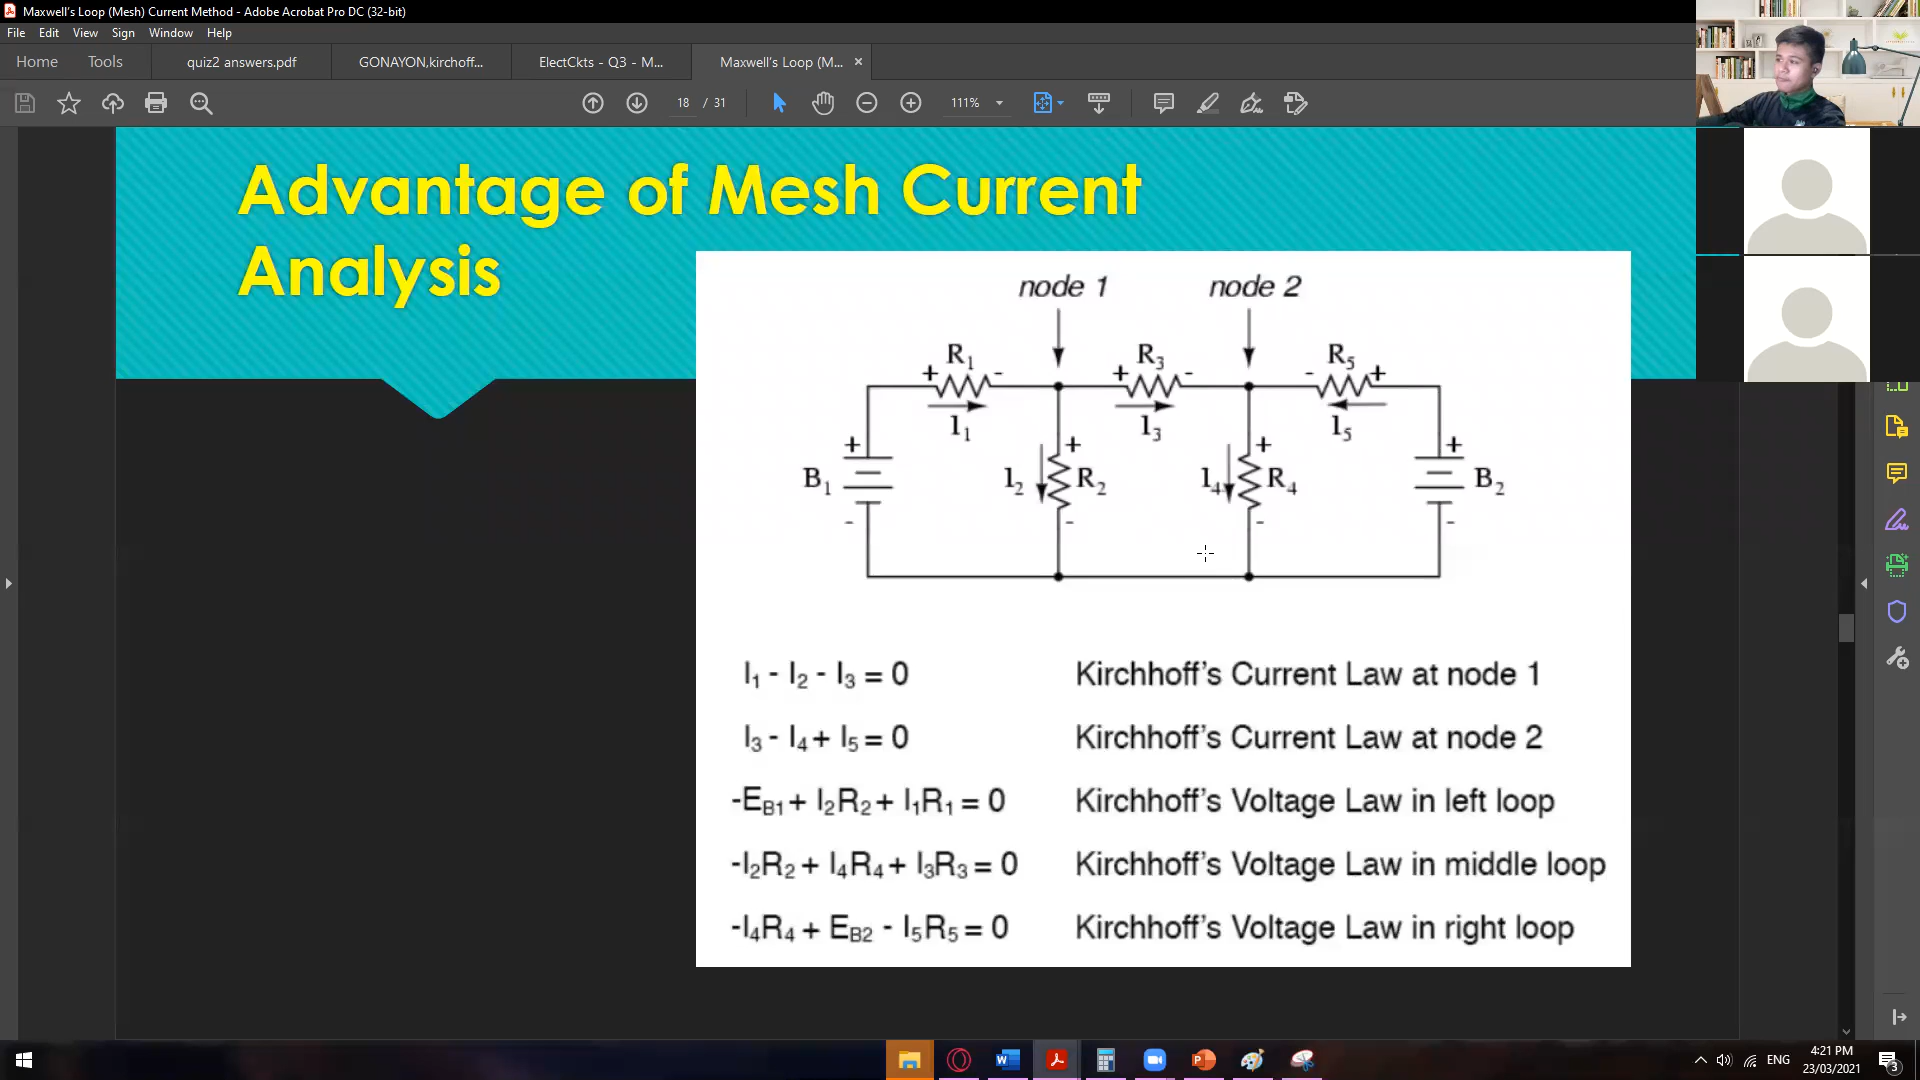 Maxwell's Loop (Mesh) Current Method - Adobe Acrobat Pro DC (32-bit)
File Edit View Sign Window Help
Home Tools quiz2 answers.pdf GONAYON,kirchoff... ElectCkts - Q3 - M... Maxwell's Loop (M... ×
18 / 31 111%
Advantage of Mesh Current
Analysis
node 1 node 2
R1 R3 R5
+ - + - - +
I1 I3 I5
+ + + +
B1 I2 R2 I4 R4 B2
- - - -
I1 - I2 - I3 = 0 Kirchhoff's Current Law at node 1
I3 - I4 + I5 = 0 Kirchhoff's Current Law at node 2
-EB1 + I2R2 + I1R1 = 0 Kirchhoff's Voltage Law in left loop
-I2R2 + I4R4 + I3R3 = 0 Kirchhoff's Voltage Law in middle loop
-I4R4 + EB2 - I5R5 = 0 Kirchhoff's Voltage Law in right loop
ENG
4:21 PM
23/03/2021
3